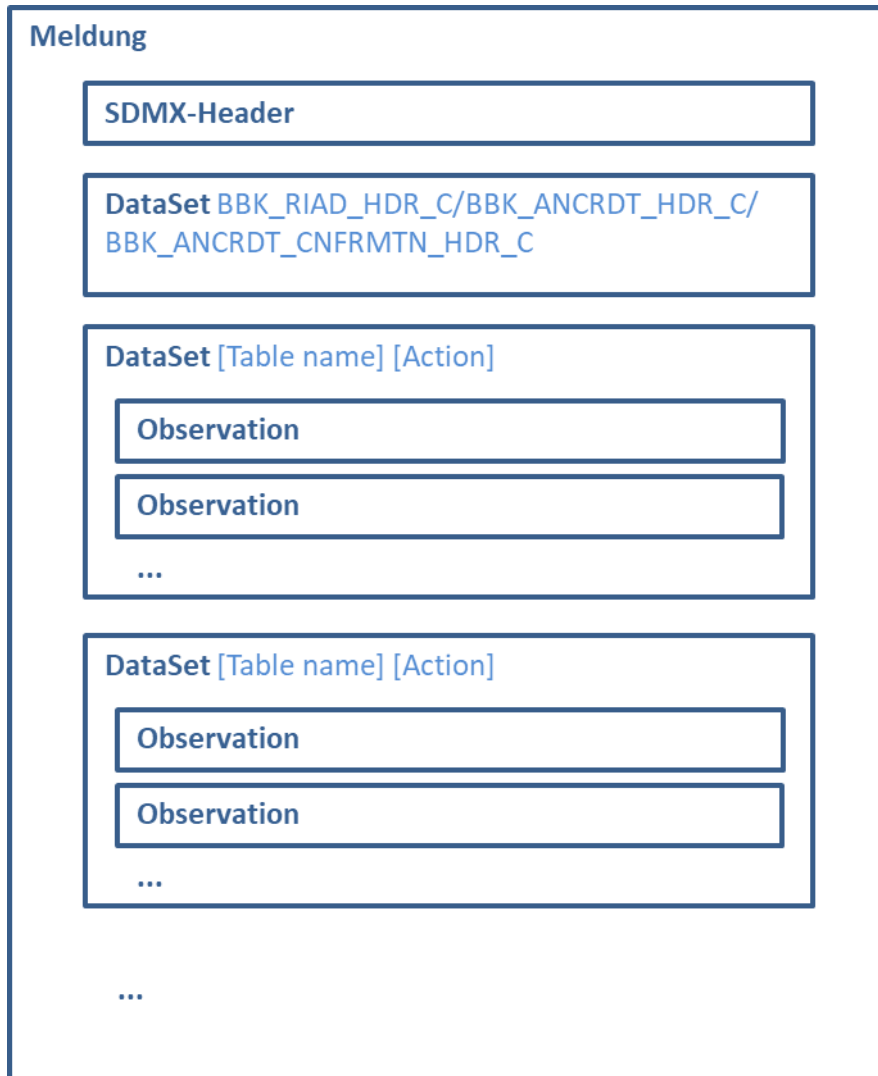 Meldung
SDMX-Header
DataSet BBK_RIAD_HDR_C/BBK_ANCRDT_HDR_C/
BBK_ANCRDT_CNFRMTN_HDR_C
DataSet [Table name] [Action]
Observation
Observation
...
DataSet [Table name] [Action]
Observation
Observation
...
...